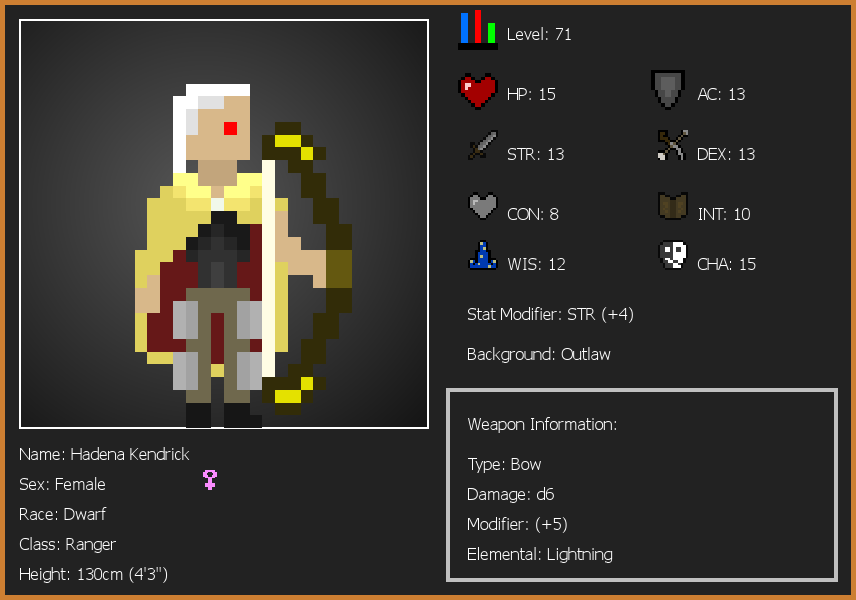 Level: 71
HP: 15
AC: 13
STR: 13
DEX: 13
CON: 8
INT: 10
WIS: 12
CHA: 15
Stat Modifier: STR (+4)
Background: Outlaw
Weapon Information:
Type: Bow
Damage: d6
Modifier: (+5)
Elemental: Lightning
Name: Hadena Kendrick
Sex: Female
Race: Dwarf
Class: Ranger
Height: 130cm (4'3")